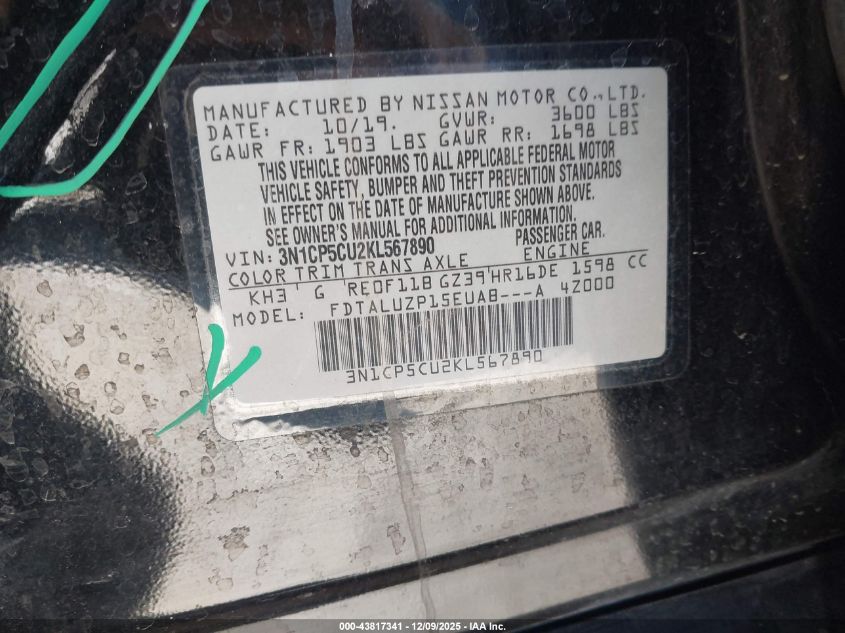 MANUFACTURED BY NISSAN MOTOR CO.,LTD.
DATE: 10/19. GVWR: 3600 LBS
GAWR FR: 1903 LBS GAWR RR: 1698 LBS
THIS VEHICLE CONFORMS TO ALL APPLICABLE FEDERAL MOTOR
VEHICLE SAFETY, BUMPER AND THEFT PREVENTION STANDARDS
IN EFFECT ON THE DATE OF MANUFACTURE SHOWN ABOVE.
SEE OWNER'S MANUAL FOR ADDITIONAL INFORMATION.
VIN: 3N1CP5CU2KL567890 PASSENGER CAR.
COLOR TRIM TRANS AXLE ENGINE
KH3 ' G 'RE0F11B GZ39'HR16DE 1598 CC
MODEL: FDTALUZP15EUAB---A 4Z000
3N1CP5CU2KL567890
000-43817341 - 12/09/2025 - IAA Inc.